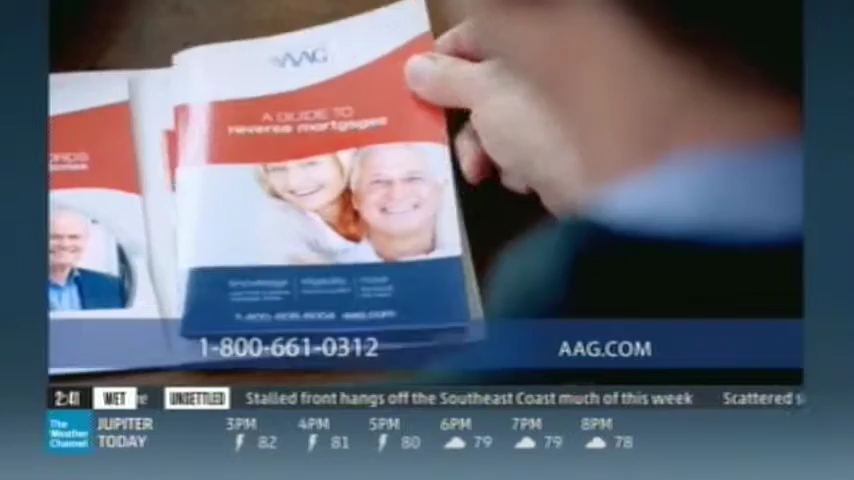 AAG
A GUIDE TO
reverse mortgages
1-800-661-0312
AAG.COM
2:41
WET
UNSETTLED
Stalled front hangs off the Southeast Coast much of this week
Scattered
The
Weather
Channel
JUPITER
TODAY
3PM 4PM 5PM 6PM 7PM 8PM
82 81 80 79 79 78